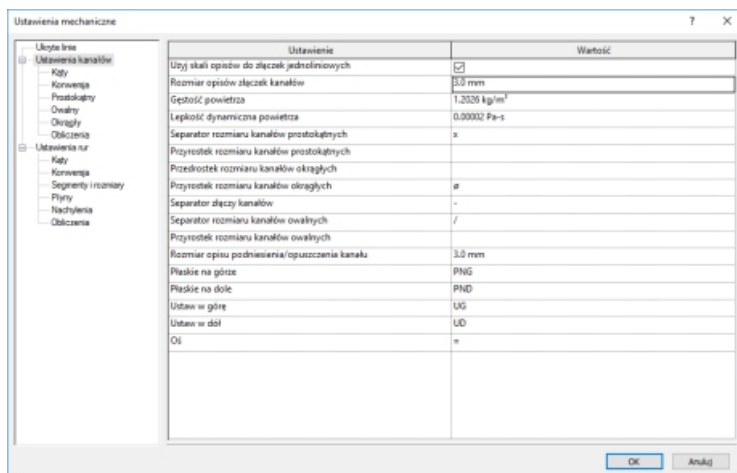 Ustawienia mechaniczne
? ×
Ukryte linie
Ustawienia kanałów
Kąty
Konwersja
Prostokątny
Owalny
Okrągły
Obliczenia
Ustawienia rur
Kąty
Konwersja
Segmenty i rozmiary
Płyny
Nachylenia
Obliczenia
Ustawienie Wartość
Użyj skali opisów do złączek jednoliniowych
Rozmiar opisów złączek kanałów 3.0 mm
Gęstość powietrza 1.2026 kg/m³
Lepkość dynamiczna powietrza 0.00002 Pa-s
Separator rozmiaru kanałów prostokątnych x
Przyrostek rozmiaru kanałów prostokątnych
Przedrostek rozmiaru kanałów okrągłych
Przyrostek rozmiaru kanałów okrągłych ø
Separator złączy kanałów -
Separator rozmiaru kanałów owalnych /
Przyrostek rozmiaru kanałów owalnych
Rozmiar opisu podniesienia/opuszczenia kanału 3.0 mm
Płaskie na górze PNG
Płaskie na dole PND
Ustaw w górę UG
Ustaw w dół UD
Oś =
OK Anuluj